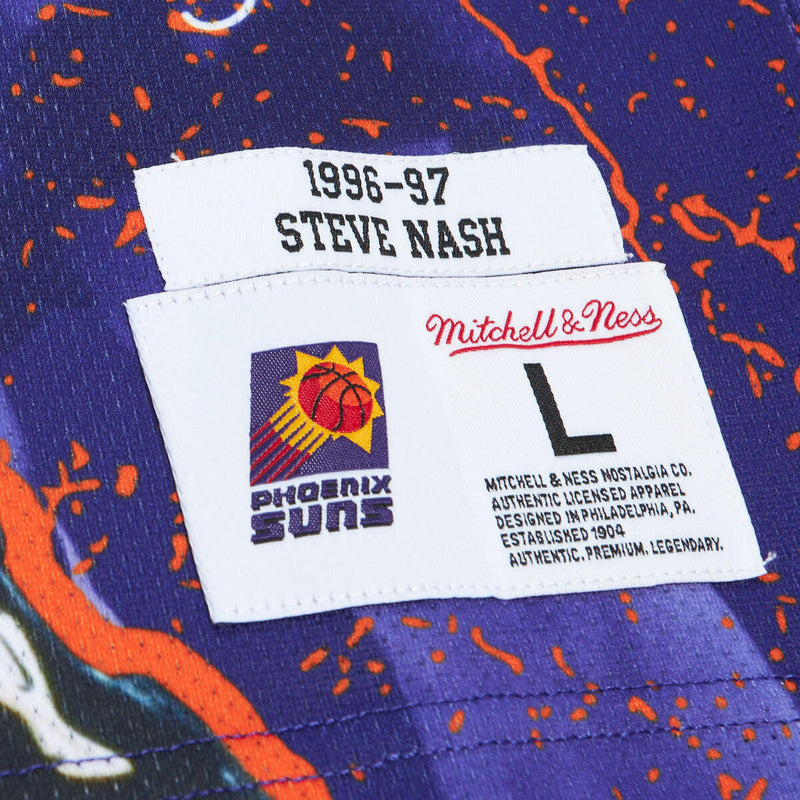 1996-97
STEVE NASH
Mitchell & Ness
L
PHOENIX
SUNS
MITCHELL & NESS NOSTALGIA CO.
AUTHENTIC LICENSED APPAREL
DESIGNED IN PHILADELPHIA, PA.
ESTABLISHED 1904
AUTHENTIC. PREMIUM. LEGENDARY.